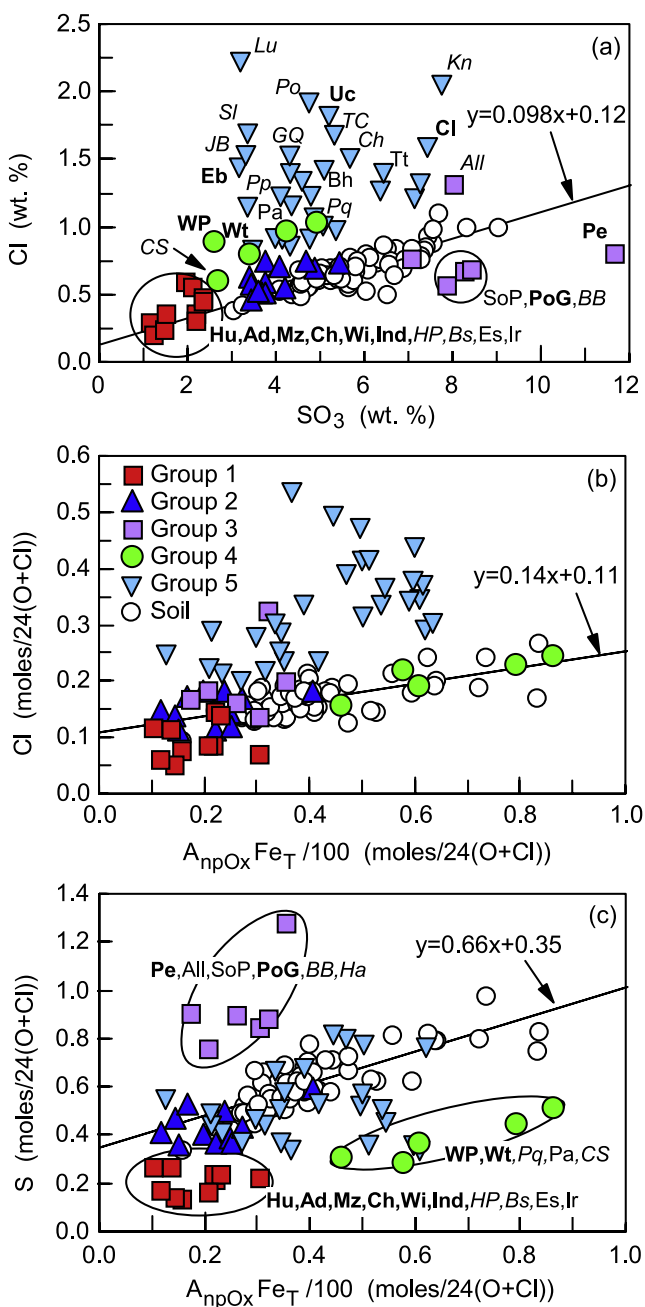 (a)
2.5
2.0
1.5
1.0
0.5
0.0
Cl (wt. %)
Lu
Kn
Po
Uc
y=0.098x+0.12
Sl
TC
JB
GQ
Ch
Cl
Eb
Tt
All
Pp
Bh
WP
Wt
Pa
Pq
Pe
CS
SoP,PoG,BB
Hu,Ad,Mz,Ch,Wi,Ind,HP,Bs,Es,Ir
0 2 4 6 8 10 12
SO3 (wt. %)
(b)
0.6
0.5
0.4
0.3
0.2
0.1
0.0
Cl (moles/24(O+Cl))
Group 1
Group 2
Group 3
Group 4
Group 5
Soil
y=0.14x+0.11
0.0 0.2 0.4 0.6 0.8 1.0
AnpOxFeT/100 (moles/24(O+Cl))
(c)
1.4
1.2
1.0
0.8
0.6
0.4
0.2
0.0
S (moles/24(O+Cl))
y=0.66x+0.35
Pe,All,SoP,PoG,BB,Ha
WP,Wt,Pq,Pa,CS
Hu,Ad,Mz,Ch,Wi,Ind,HP,Bs,Es,Ir
0.0 0.2 0.4 0.6 0.8 1.0
AnpOxFeT/100 (moles/24(O+Cl))